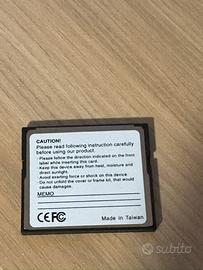 CAUTION!
Please read following instruction carefully
before using our product.
-Please follow the direction indicated on the front
label while inserting this card.
-Keep this device away from heat, moisture and
direct sunlight.
-Avoid exerting force or shock on this device
-Do not unfold the cover or frame kit, that would
cause damages.
MEMO
CE FC
Made in Taiwan
subito